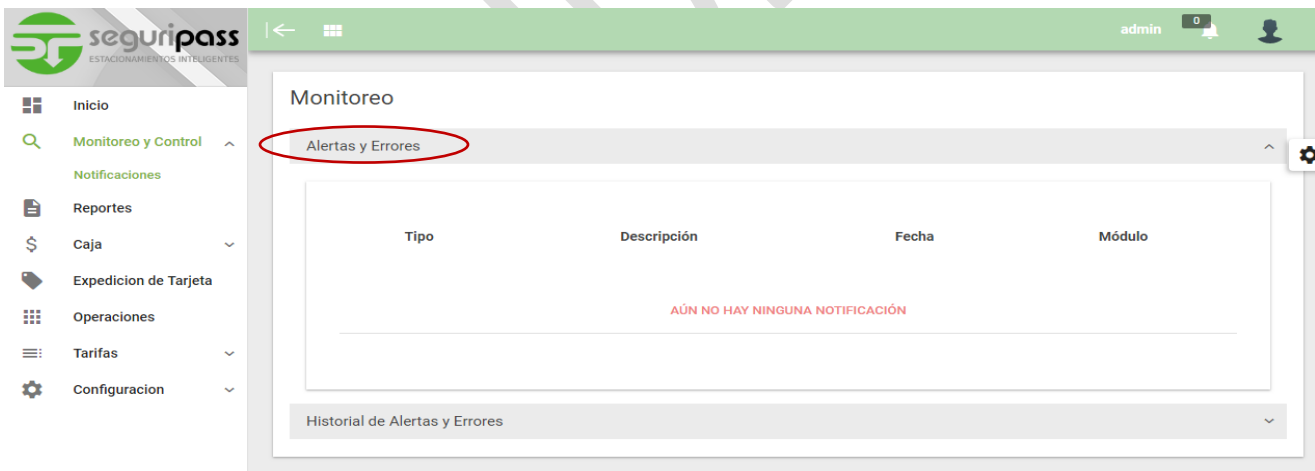 seguripass
ESTACIONAMIENTOS INTELIGENTES
admin
0
Inicio
Monitoreo y Control
Notificaciones
Reportes
Caja
Expedicion de Tarjeta
Operaciones
Tarifas
Configuracion
Monitoreo
Alertas y Errores
Tipo Descripción Fecha Módulo
AÚN NO HAY NINGUNA NOTIFICACIÓN
Historial de Alertas y Errores